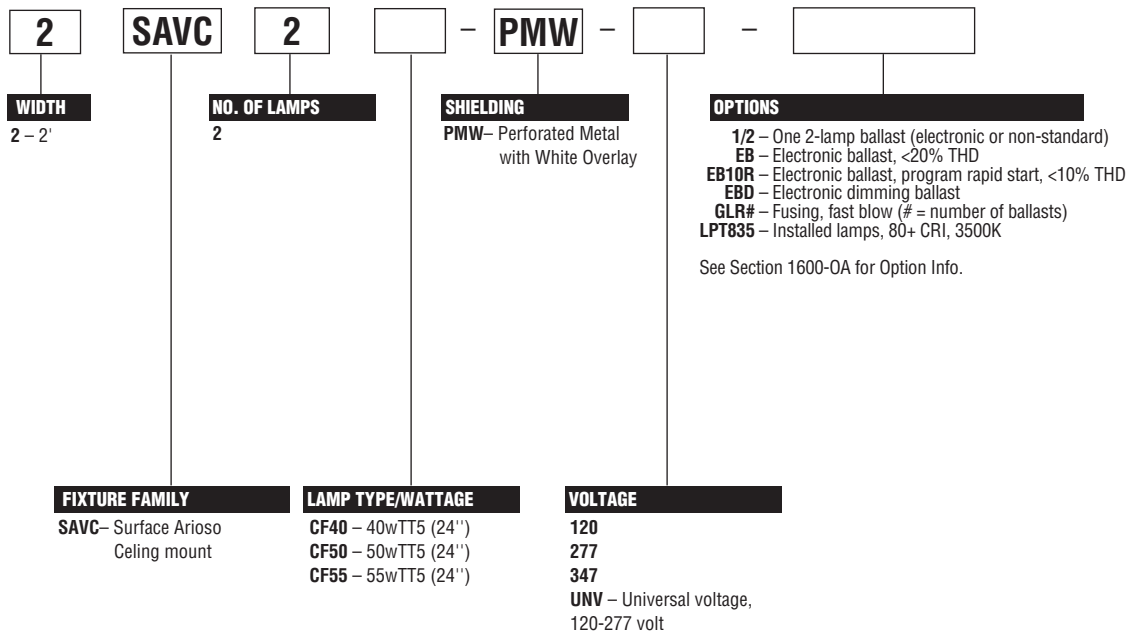 2 SAVC 2 – PMW – –
WIDTH
2 – 2'
NO. OF LAMPS
2
SHIELDING
PMW– Perforated Metal
with White Overlay
OPTIONS
1/2 – One 2-lamp ballast (electronic or non-standard)
EB – Electronic ballast, <20% THD
EB10R – Electronic ballast, program rapid start, <10% THD
EBD – Electronic dimming ballast
GLR# – Fusing, fast blow (# = number of ballasts)
LPT835 – Installed lamps, 80+ CRI, 3500K
See Section 1600-OA for Option Info.
FIXTURE FAMILY
SAVC– Surface Arioso
Celing mount
LAMP TYPE/WATTAGE
CF40 – 40wTT5 (24'')
CF50 – 50wTT5 (24'')
CF55 – 55wTT5 (24'')
VOLTAGE
120
277
347
UNV – Universal voltage,
120-277 volt